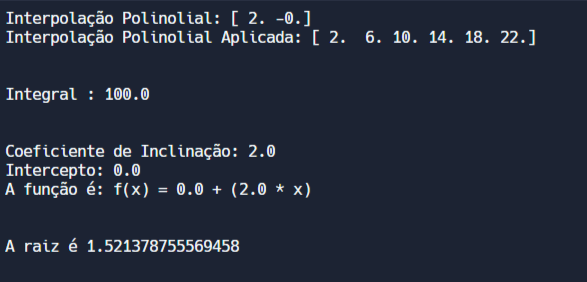 Interpolação Polinolial: [ 2. -0.]
Interpolação Polinolial Aplicada: [ 2.  6. 10. 14. 18. 22.]
Integral : 100.0
Coeficiente de Inclinação: 2.0
Intercepto: 0.0
A função é: f(x) = 0.0 + (2.0 * x)
A raiz é 1.521378755569458